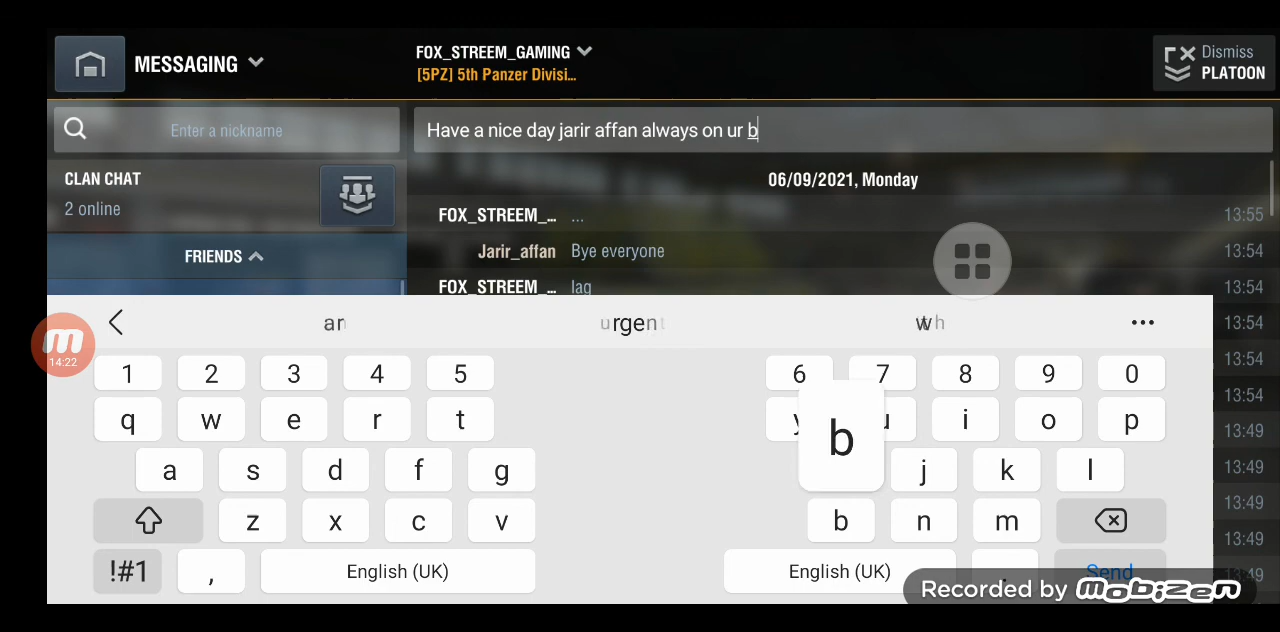 MESSAGING
FOX_STREEM_GAMING
[5PZ] 5th Panzer Divisi...
Dismiss
PLATOON
Enter a nickname
Have a nice day jarir affan always on ur b
CLAN CHAT
2 online
06/09/2021, Monday
FOX_STREEM_... ... 13:55
FRIENDS
Jarir_affan Bye everyone 13:54
FOX_STREEM_... lag 13:54
13:54
13:54
13:54
13:49
13:49
13:49
13:49
14:22
1 2 3 4 5 6 7 8 9 0
q w e r t y u i o p
a s d f g b j k l
z x c v b n m
!#1 , English (UK) English (UK) . Send
Recorded by mobizen